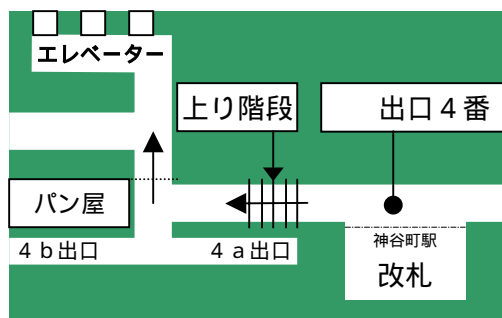 エレベーター
上り階段
出口４番
パン屋
４ｂ出口
４ａ出口
神谷町駅
改札